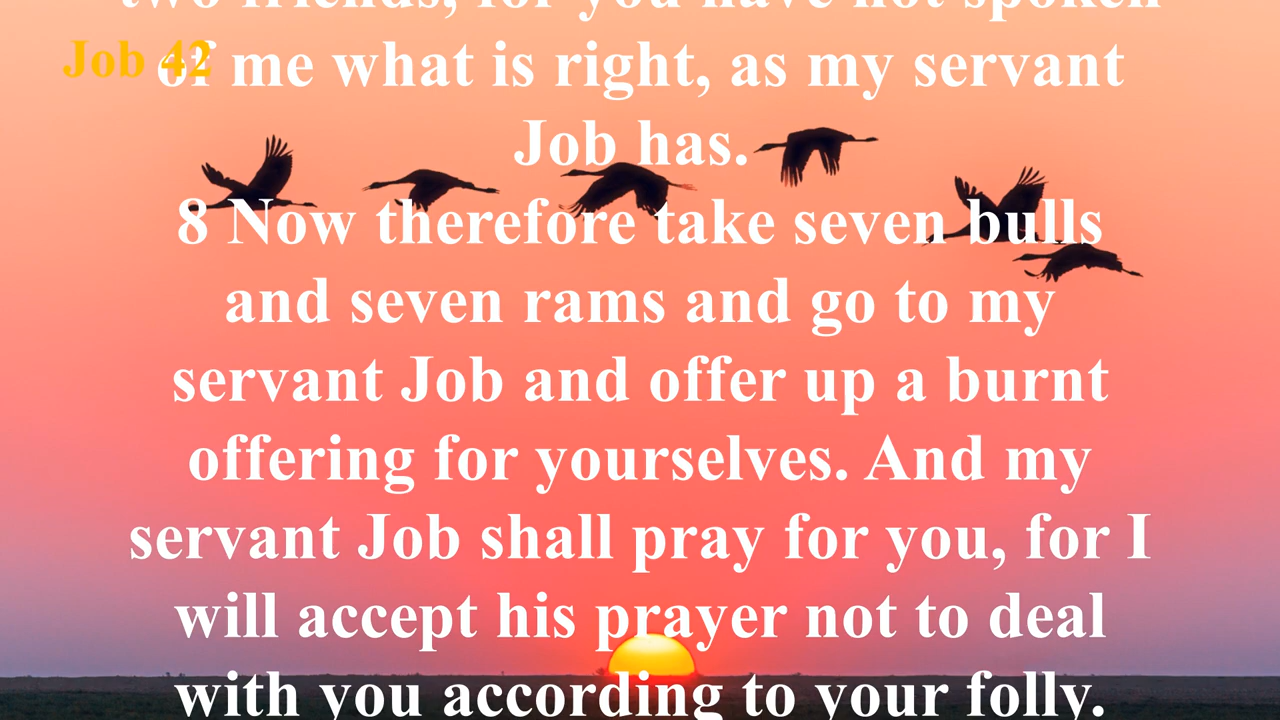 two friends, for you have not spoken
Job 42
of me what is right, as my servant
Job has.
8 Now therefore take seven bulls
and seven rams and go to my
servant Job and offer up a burnt
offering for yourselves. And my
servant Job shall pray for you, for I
will accept his prayer not to deal
with you according to your folly.